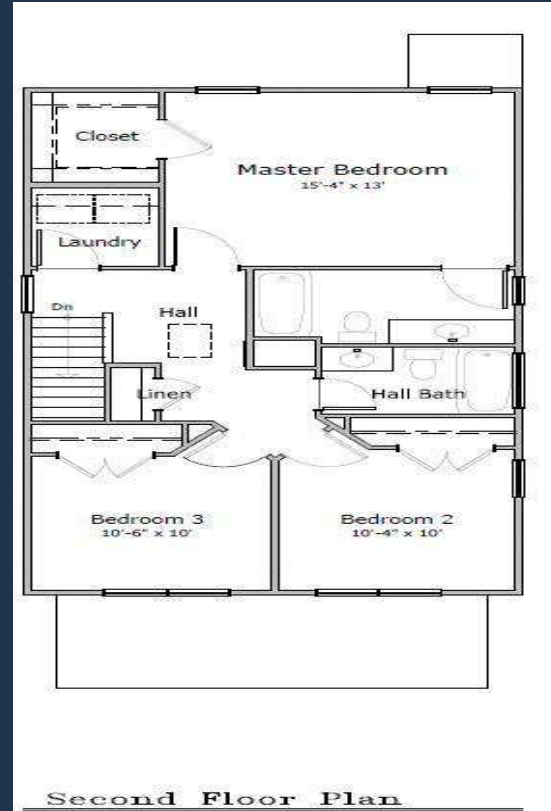 Closet
Master Bedroom
15'-4" x 13'
Laundry
Dn
Hall
Linen
Hall Bath
Bedroom 3
10'-6" x 10'
Bedroom 2
10'-4" x 10'
Second Floor Plan